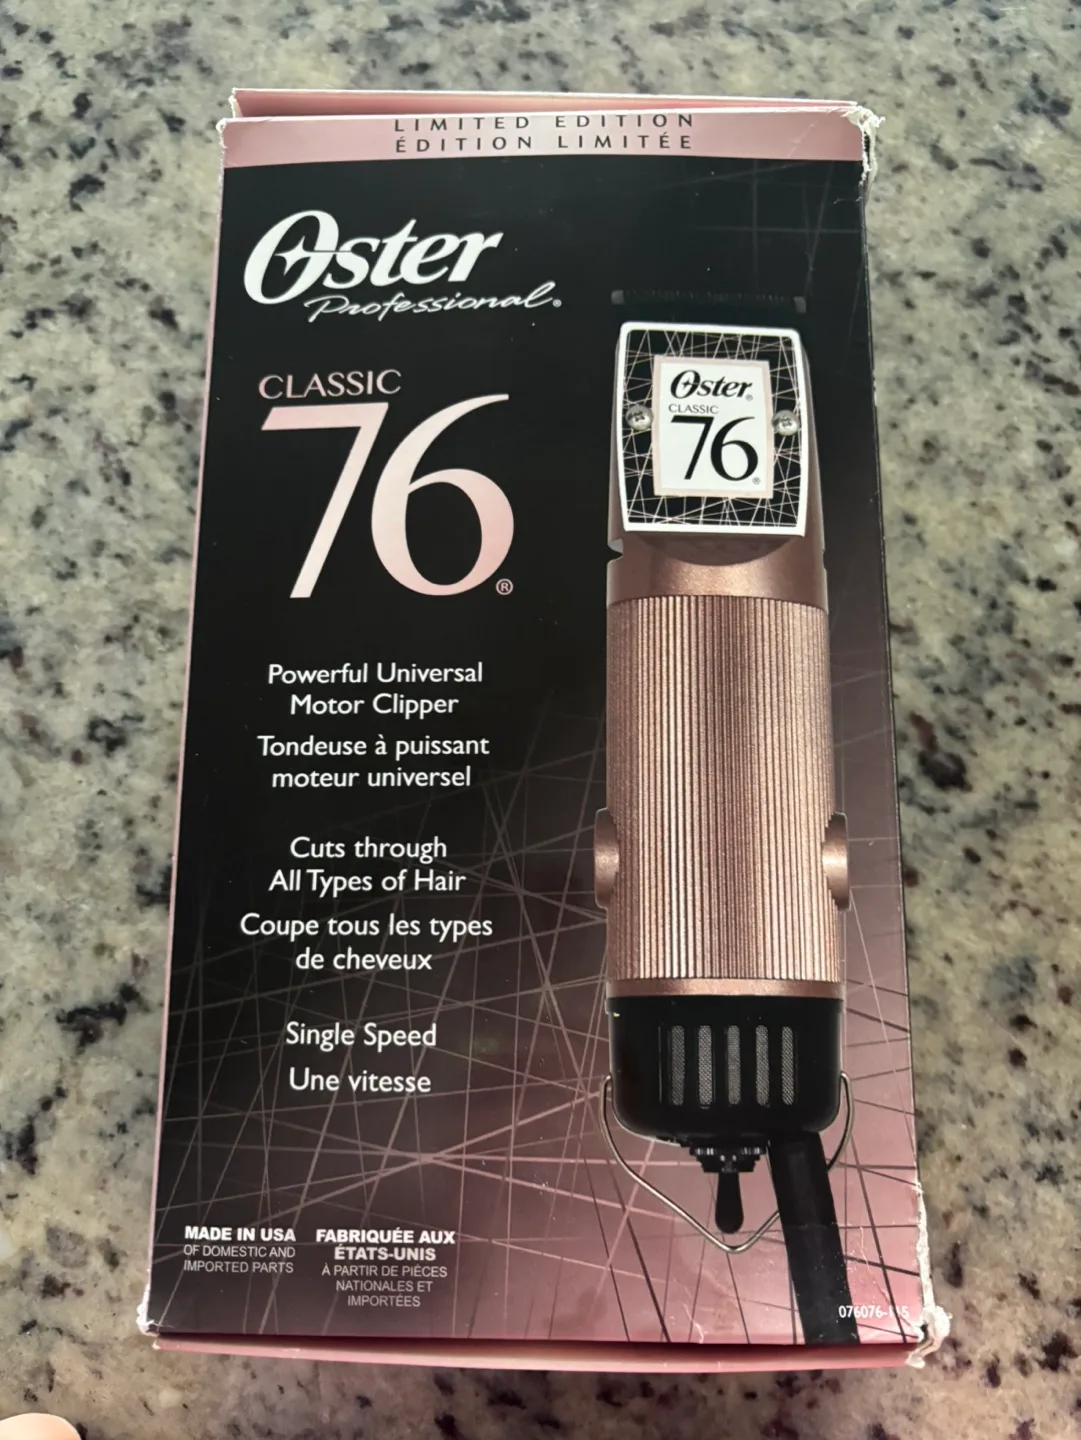 LIMITED EDITION
ÉDITION LIMITÉE
Oster
Professional®
CLASSIC
76®
Powerful Universal
Motor Clipper
Tondeuse à puissant
moteur universel
Cuts through
All Types of Hair
Coupe tous les types
de cheveux
Single Speed
Une vitesse
Oster®
CLASSIC
76®
MADE IN USA
OF DOMESTIC AND
IMPORTED PARTS
FABRIQUÉE AUX
ÉTATS-UNIS
À PARTIR DE PIÈCES
NATIONALES ET
IMPORTÉES